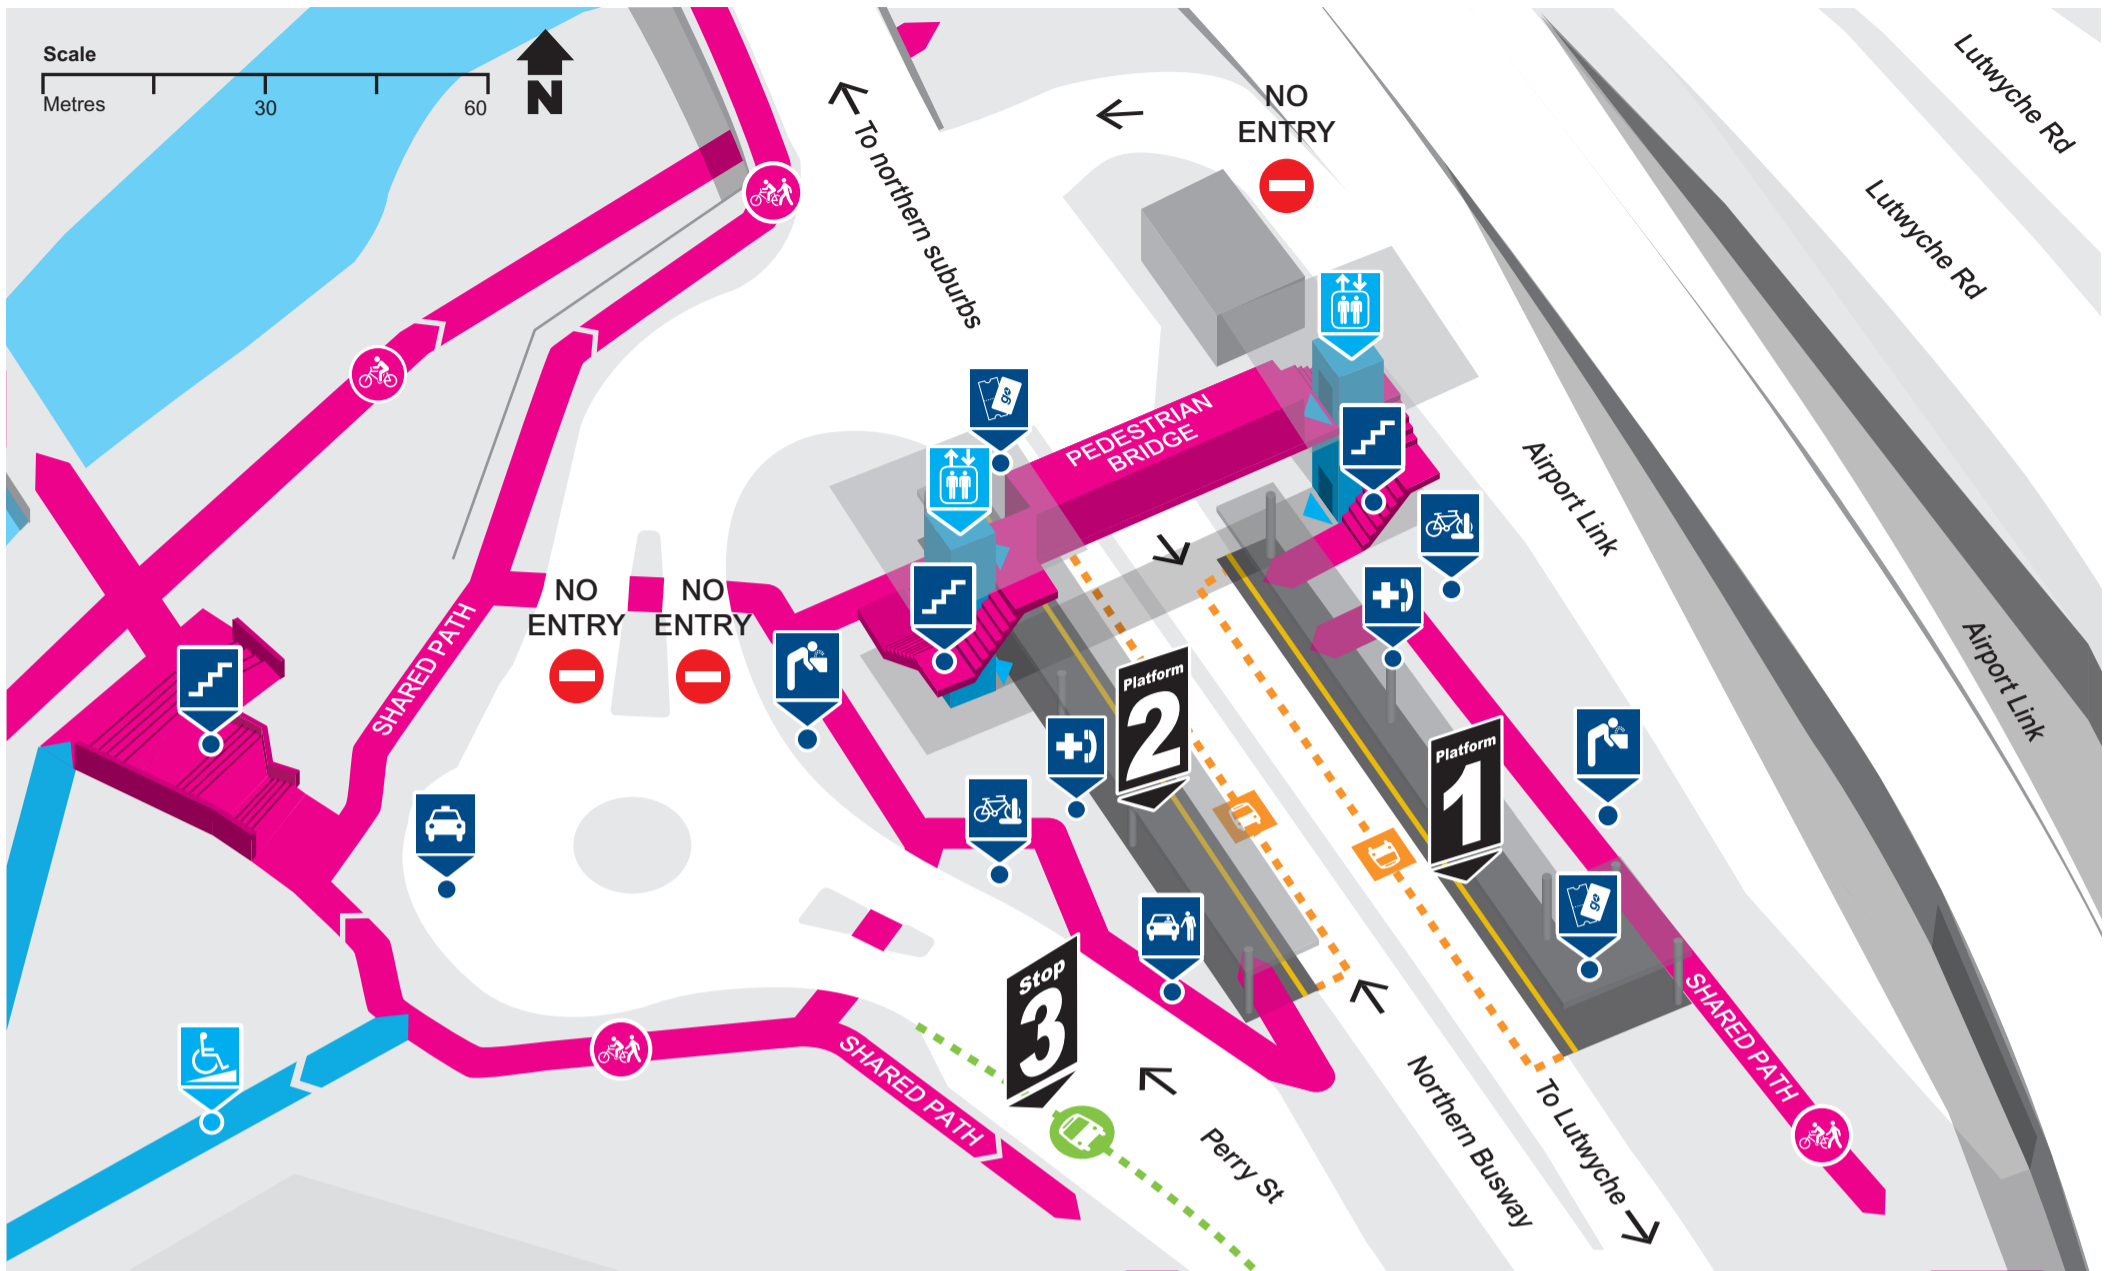 Scale
Metres
30
60
N
NO
ENTRY
Lutwyche Rd
Lutwyche Rd
To northern suburbs
go
PEDESTRIAN
BRIDGE
Airport Link
Airport Link
NO
ENTRY
NO
ENTRY
SHARED PATH
Platform
2
Platform
1
go
Stop
3
SHARED PATH
SHARED PATH
Perry St
Northern Busway
To Lutwyche